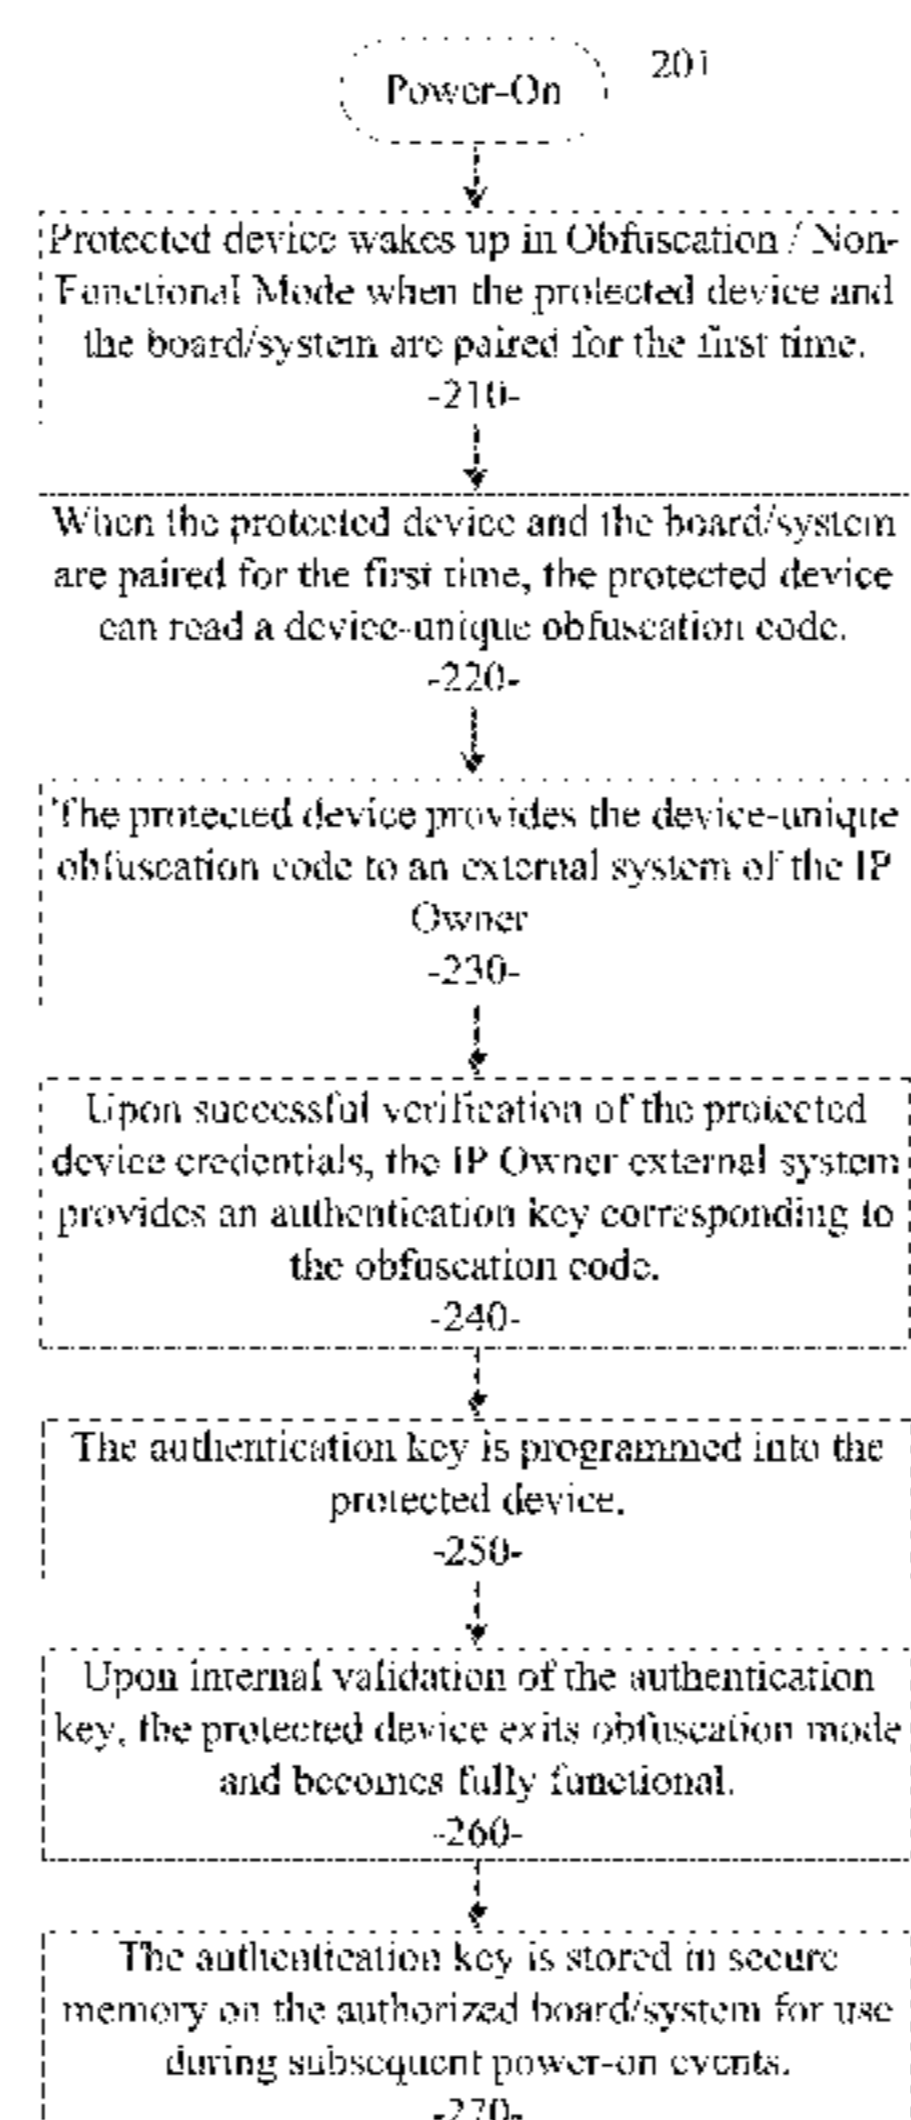 Power-On
201
Protected device wakes up in Obfuscation / Non-
Functional Mode when the protected device and
the board/system are paired for the first time.
-210-
When the protected device and the board/system
are paired for the first time, the protected device
can read a device-unique obfuscation code.
-220-
The protected device provides the device-unique
obfuscation code to an external system of the IP
Owner
-230-
Upon successful verification of the protected
device credentials, the IP Owner external system
provides an authentication key corresponding to
the obfuscation code.
-240-
The authentication key is programmed into the
protected device.
-250-
Upon internal validation of the authentication
key, the protected device exits obfuscation mode
and becomes fully functional.
-260-
The authentication key is stored in secure
memory on the authorized board/system for use
during subsequent power-on events.
-270-